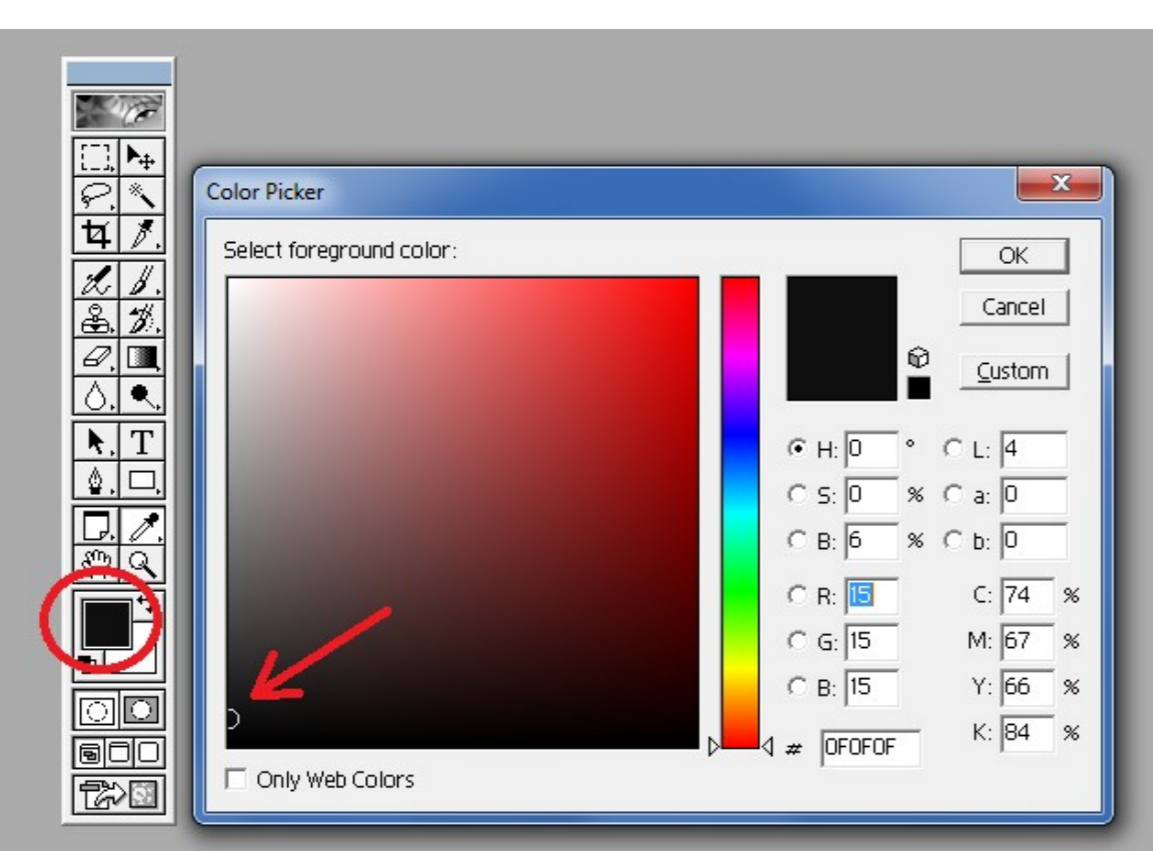 Color Picker
Select foreground color:
OK
Cancel
Custom
H: 0 ° L: 4
S: 0 % a: 0
B: 6 % b: 0
R: 15 C: 74 %
G: 15 M: 67 %
B: 15 Y: 66 %
# 0F0F0F K: 84 %
Only Web Colors
T